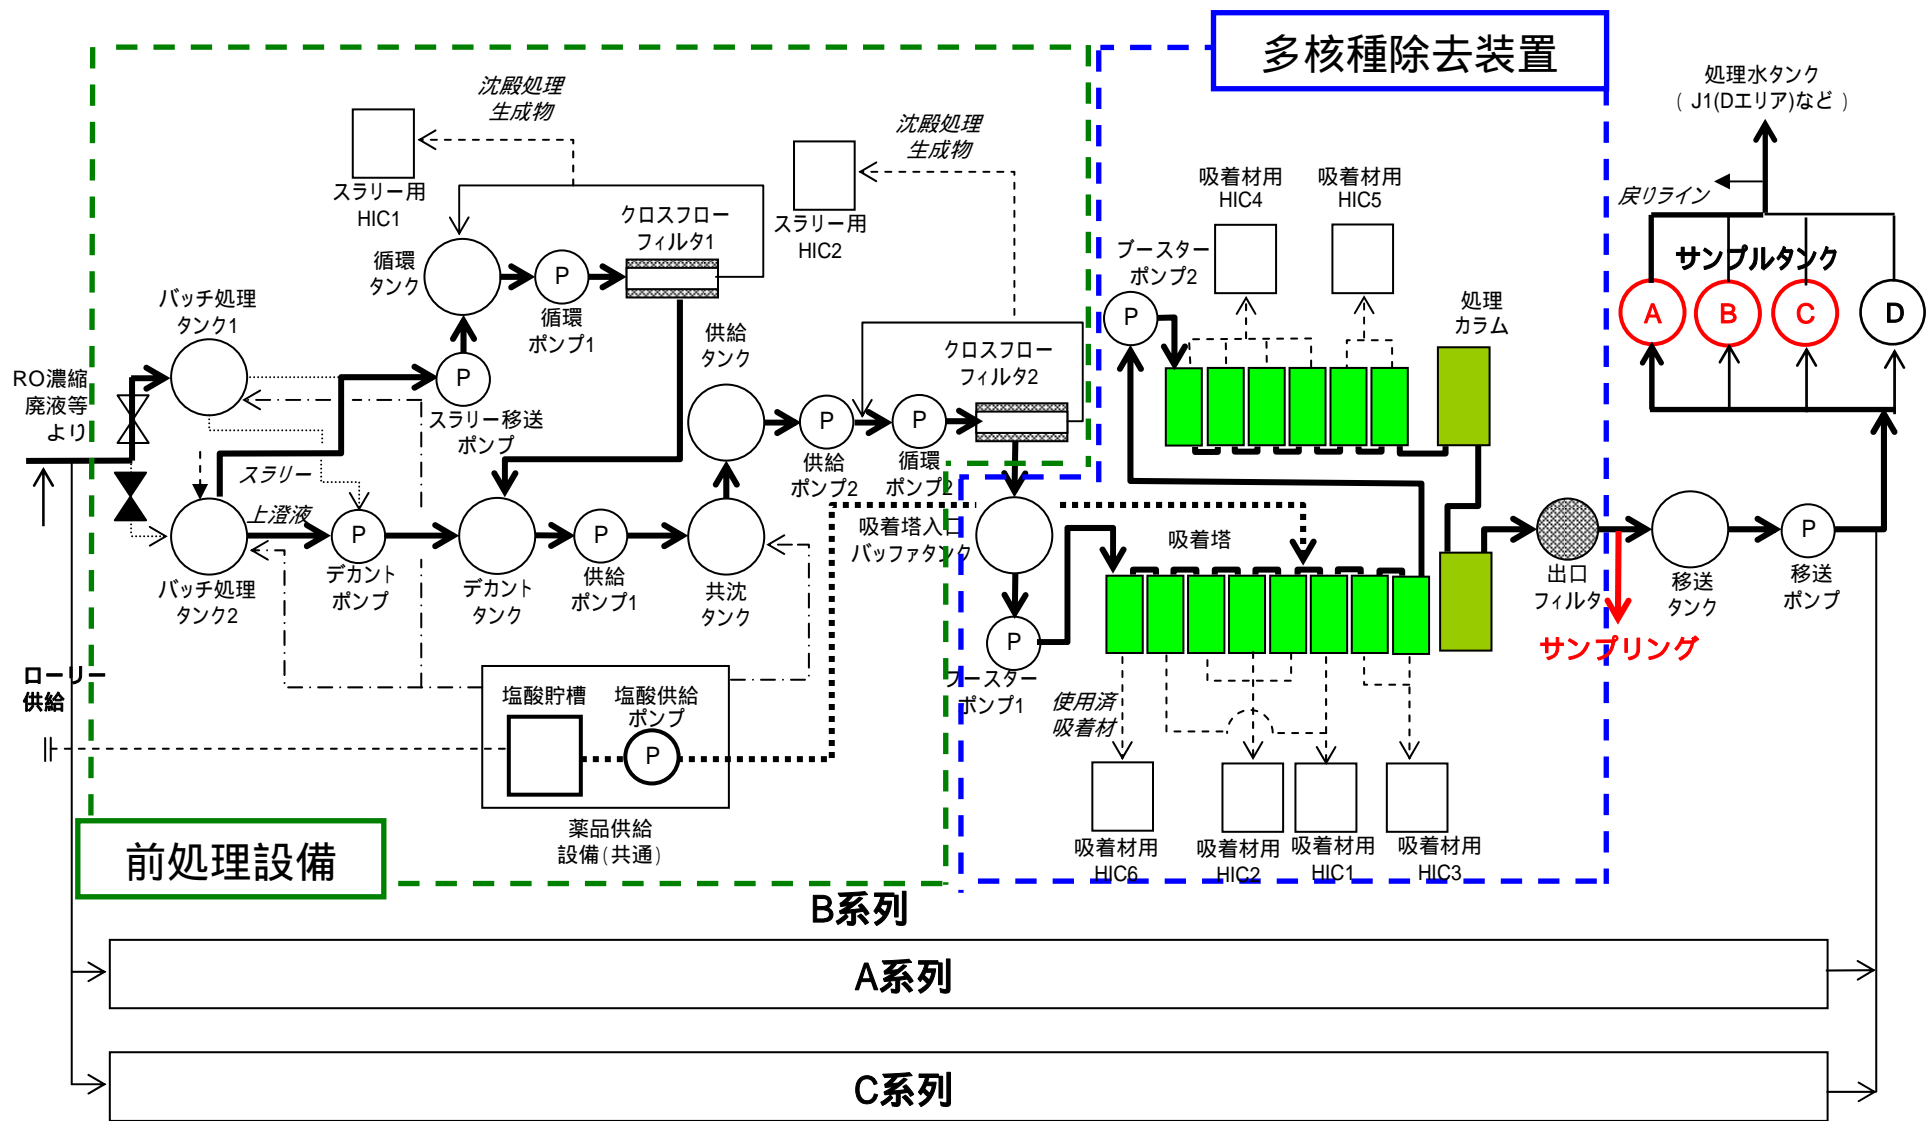 多核種除去装置
処理水タンク
( J1(Dエリア)など )
沈殿処理
生成物
沈殿処理
生成物
スラリー用
HIC1
スラリー用
HIC2
吸着材用
HIC4
吸着材用
HIC5
戻りライン
クロスフロー
フィルタ1
循環
タンク
P
循環
ポンプ1
ブースター
ポンプ2
P
サンプルタンク
A
B
C
D
処理
カラム
バッチ処理
タンク1
供給
タンク
クロスフロー
フィルタ2
RO濃縮
廃液等
より
P
スラリー移送
ポンプ
P
供給
ポンプ2
P
循環
ポンプ2
スラリー
上澄液
P
デカント
ポンプ
バッチ処理
タンク2
デカント
タンク
P
供給
ポンプ1
共沈
タンク
吸着塔入口
バッファタンク
吸着塔
出口
フィルタ
移送
タンク
P
移送
ポンプ
サンプリング
P
ブースター
ポンプ1
使用済
吸着材
ローリー
供給
塩酸貯槽
塩酸供給
ポンプ
P
薬品供給
設備(共通)
吸着材用
HIC6
吸着材用
HIC2
吸着材用
HIC1
吸着材用
HIC3
前処理設備
B系列
A系列
C系列